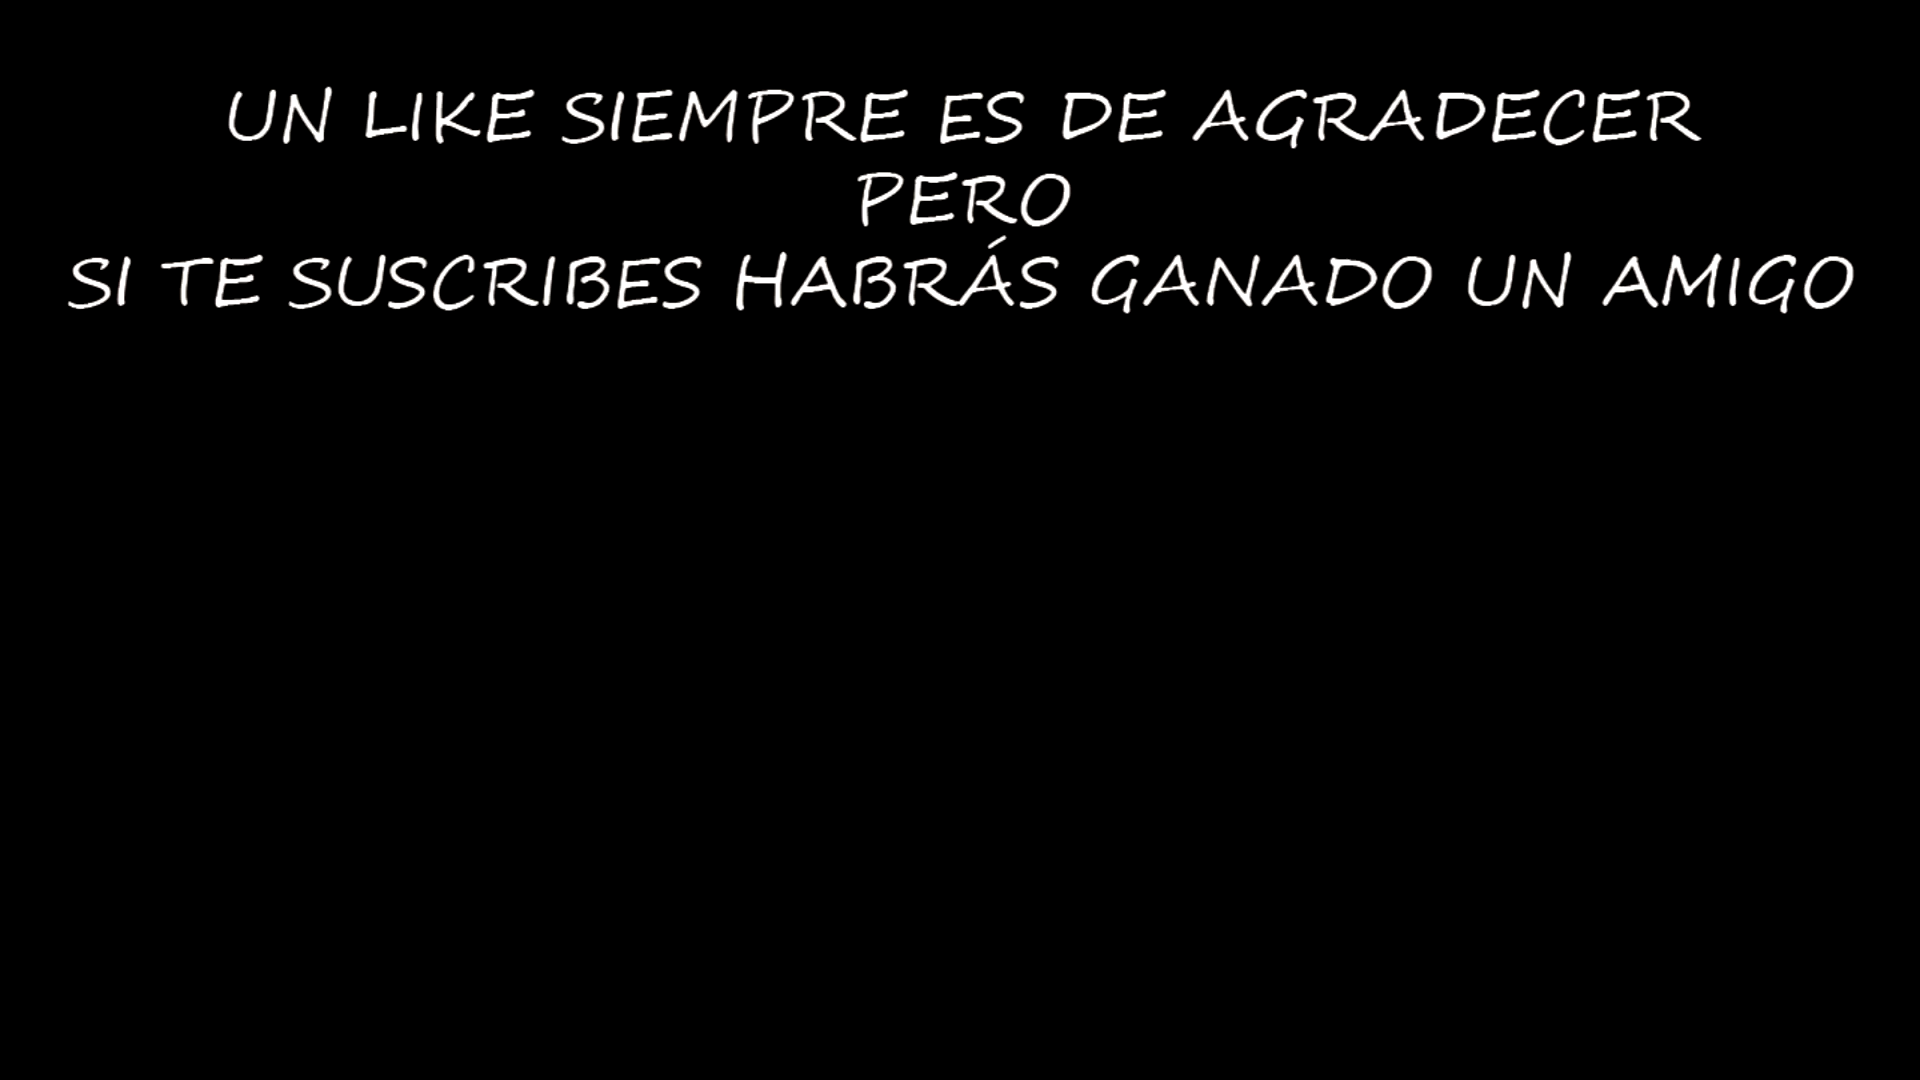 UN LIKE SIEMPRE ES DE AGRADECER
PERO
SI TE SUSCRIBES HABRÁS GANADO UN AMIGO